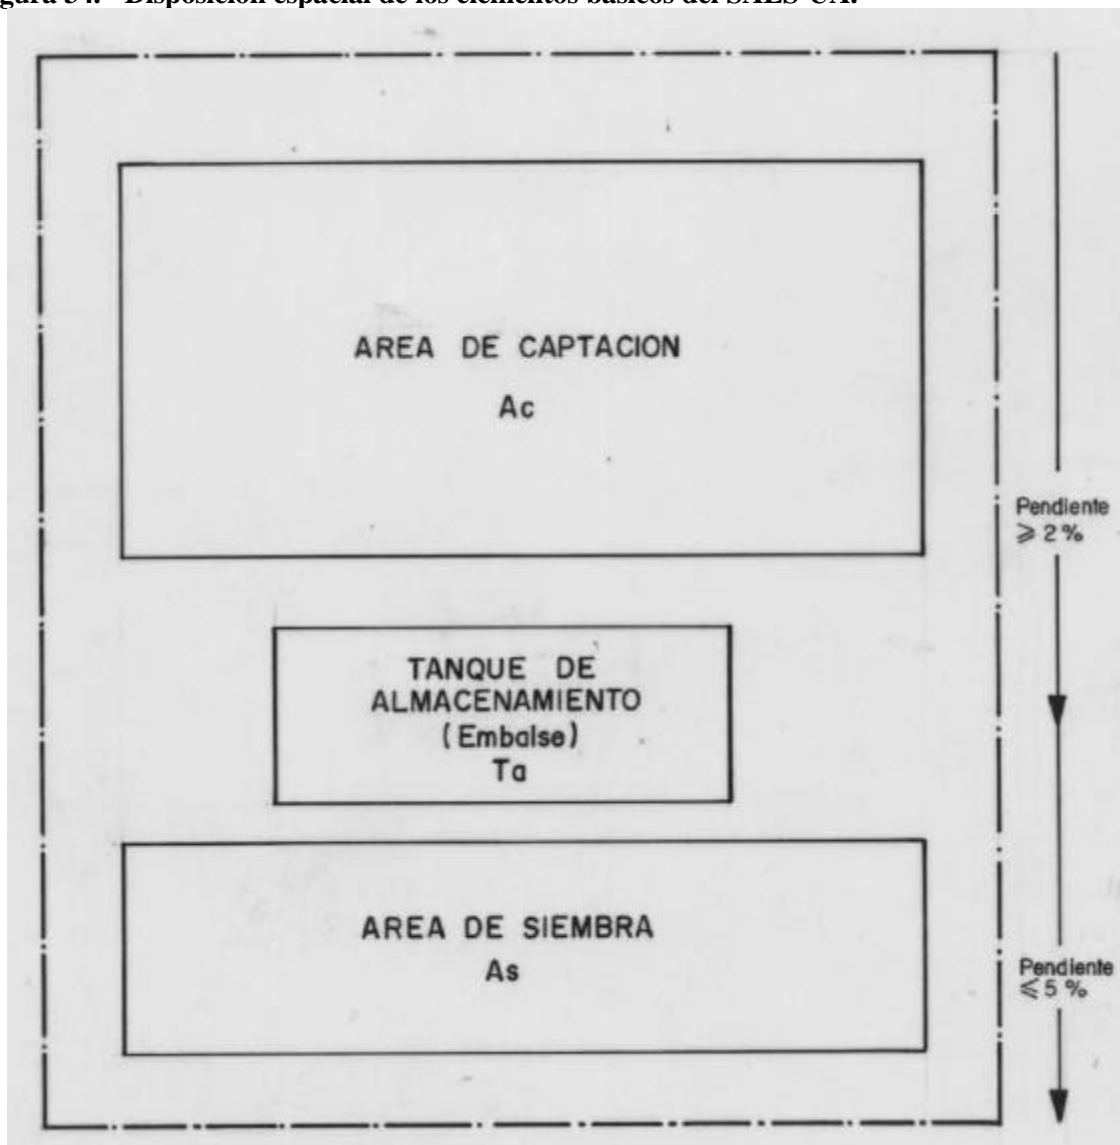 gura 34. Disposición espacial de los elementos básicos del SAES-CA.
AREA DE CAPTACION
Ac
Pendiente
⩾ 2 %
TANQUE DE
ALMACENAMIENTO
(Embalse)
Ta
AREA DE SIEMBRA
As
Pendiente
⩽ 5 %